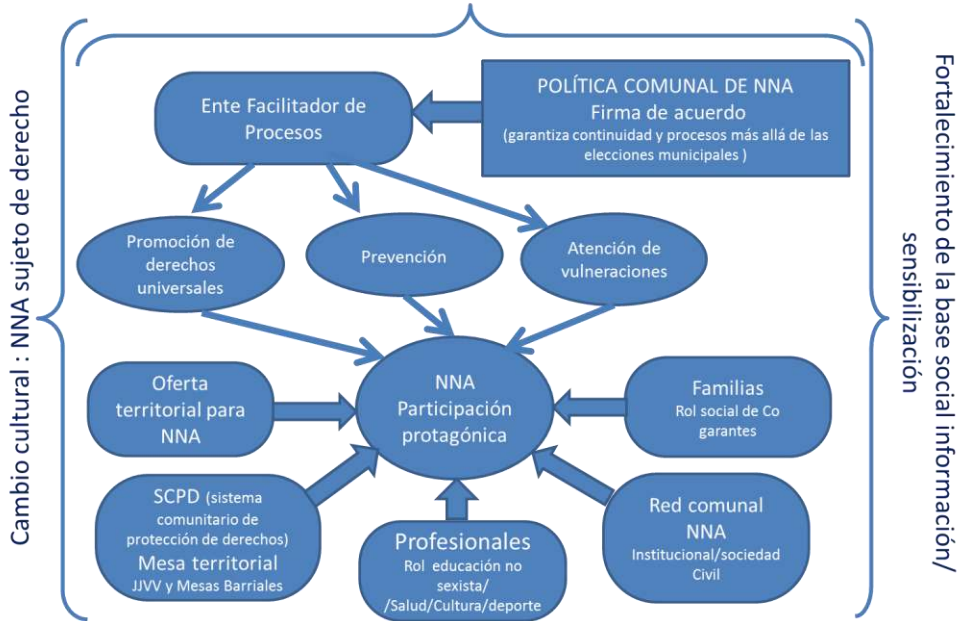 Cambio cultural : NNA sujeto de derecho
Ente Facilitador de
Procesos
POLÍTICA COMUNAL DE NNA
Firma de acuerdo
(garantiza continuidad y procesos más allá de las
elecciones municipales )
Promoción de
derechos
universales
Prevención
Atención de
vulneraciones
Oferta
territorial para
NNA
NNA
Participación
protagónica
Familias
Rol social de Co
garantes
SCPD (sistema
comunitario de
protección de derechos)
Mesa territorial
JJVV y Mesas Barriales
Profesionales
Rol educación no
sexista/
/Salud/Cultura/deporte
Red comunal
NNA
Institucional/sociedad
Civil
Fortalecimiento de la base social información/
sensibilización